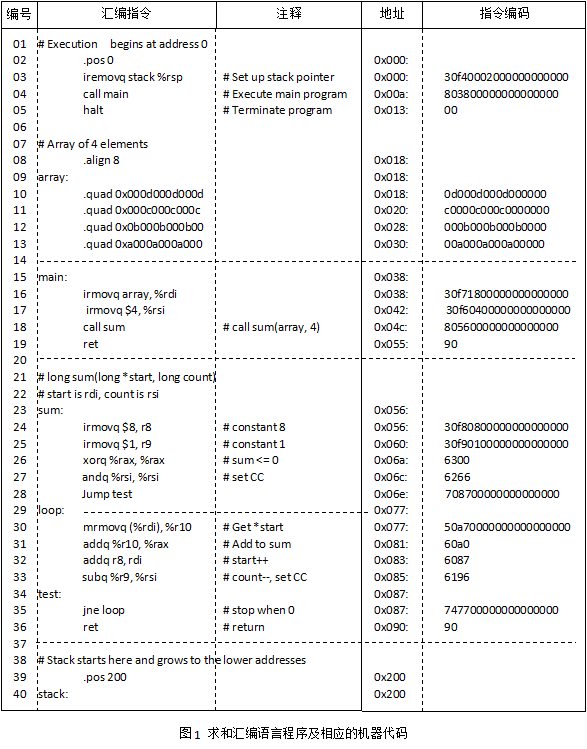 编号 汇编指令 注释 地址 指令编码
01 # Execution begins at address 0
02 .pos 0 0x000:
03 iremovq stack %rsp # Set up stack pointer 0x000: 30f40002000000000000
04 call main # Execute main program 0x00a: 803800000000000000
05 halt # Terminate program 0x013: 00
06
07 # Array of 4 elements
08 .align 8 0x018:
09 array: 0x018:
10 .quad 0x000d000d000d 0x018: 0d000d000d000000
11 .quad 0x000c000c000c 0x020: c0000c000c0000000
12 .quad 0x0b000b000b00 0x028: 000b000b000b0000
13 .quad 0xa000a000a000 0x030: 00a000a000a00000
14
15 main: 0x038:
16 irmovq array, %rdi 0x038: 30f71800000000000000
17 irmovq $4, %rsi 0x042: 30f60400000000000000
18 call sum # call sum(array, 4) 0x04c: 805600000000000000
19 ret 0x055: 90
20
21 # long sum(long *start, long count)
22 # start is rdi, count is rsi
23 sum: 0x056:
24 irmovq $8, r8 # constant 8 0x056: 30f80800000000000000
25 irmovq $1, r9 # constant 1 0x060: 30f90100000000000000
26 xorq %rax, %rax # sum <= 0 0x06a: 6300
27 andq %rsi, %rsi # set CC 0x06c: 6266
28 Jump test 0x06e: 708700000000000000
29 loop: 0x077:
30 mrmovq (%rdi), %r10 # Get *start 0x077: 50a70000000000000000
31 addq %r10, %rax # Add to sum 0x081: 60a0
32 addq r8, rdi # start++ 0x083: 6087
33 subq %r9, %rsi # count--, set CC 0x085: 6196
34 test: 0x087:
35 jne loop # stop when 0 0x087: 747700000000000000
36 ret # return 0x090: 90
37
38 # Stack starts here and grows to the lower addresses
39 .pos 200 0x200
40 stack: 0x200
图1 求和汇编语言程序及相应的机器代码